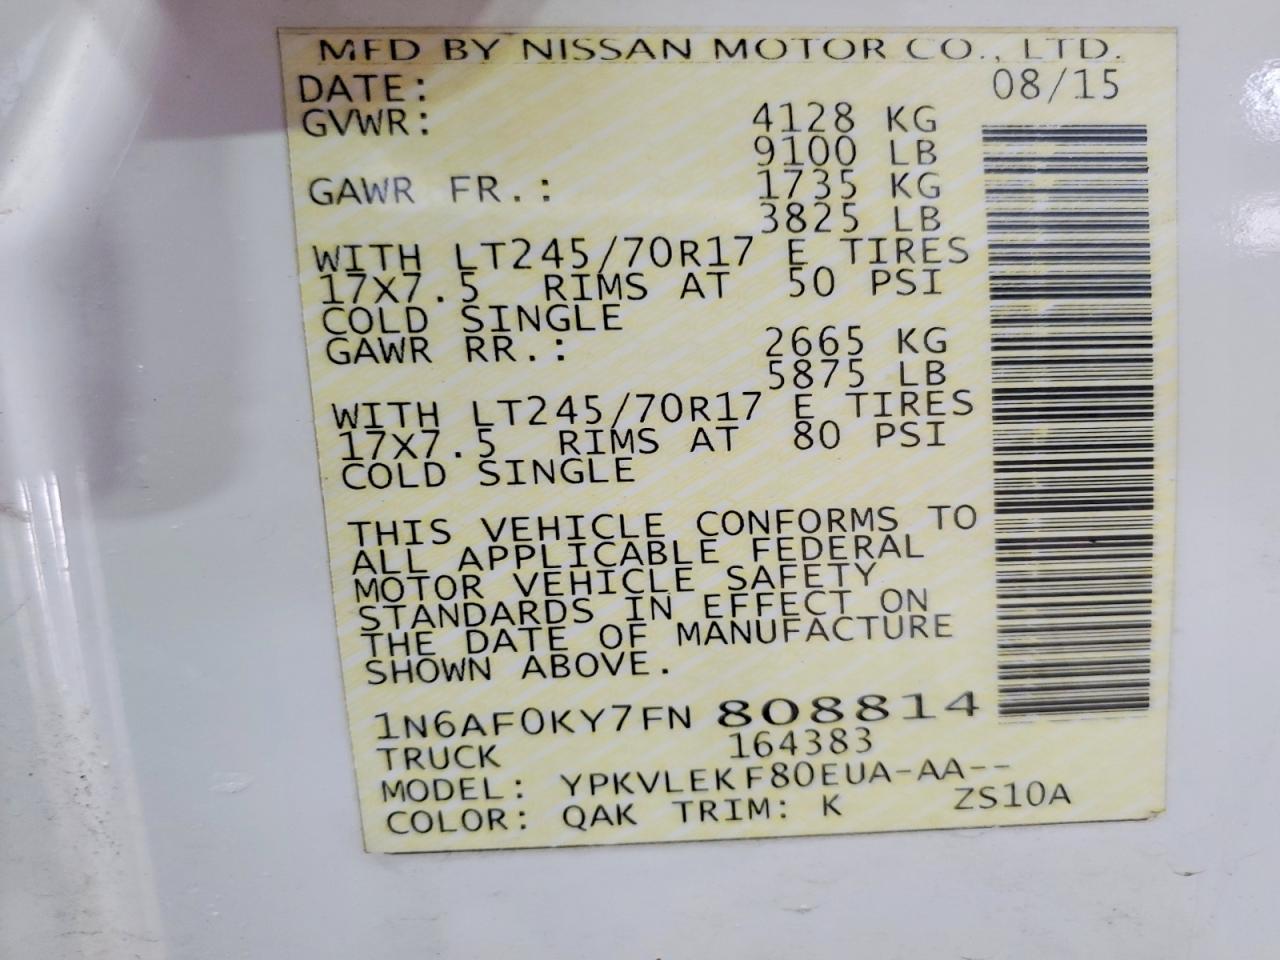 MFD BY NISSAN MOTOR CO., LTD.
DATE: 08/15
GVWR: 4128 KG
9100 LB
GAWR FR.: 1735 KG
3825 LB
WITH LT245/70R17 E TIRES
17X7.5 RIMS AT 50 PSI
COLD SINGLE
GAWR RR.: 2665 KG
5875 LB
WITH LT245/70R17 E TIRES
17X7.5 RIMS AT 80 PSI
COLD SINGLE
THIS VEHICLE CONFORMS TO
ALL APPLICABLE FEDERAL
MOTOR VEHICLE SAFETY
STANDARDS IN EFFECT ON
THE DATE OF MANUFACTURE
SHOWN ABOVE.
1N6AF0KY7FN 808814
TRUCK 164383
MODEL: YPKVLEKF80EUA-AA--
COLOR: QAK TRIM: K ZS10A